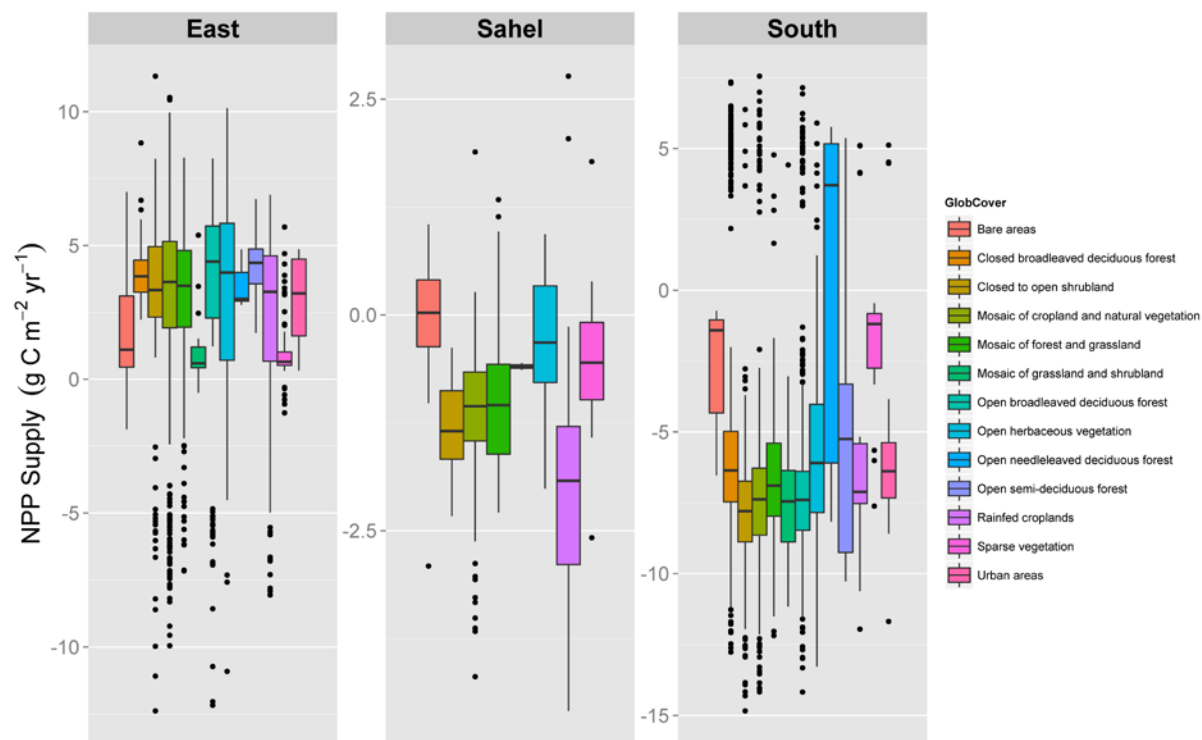 East
Sahel
South
NPP Supply (g C m⁻² yr⁻¹)
10
5
0
-5
-10
2.5
0.0
-2.5
5
0
-5
-10
-15
GlobCover
Bare areas
Closed broadleaved deciduous forest
Closed to open shrubland
Mosaic of cropland and natural vegetation
Mosaic of forest and grassland
Mosaic of grassland and shrubland
Open broadleaved deciduous forest
Open herbaceous vegetation
Open needleleaved deciduous forest
Open semi-deciduous forest
Rainfed croplands
Sparse vegetation
Urban areas